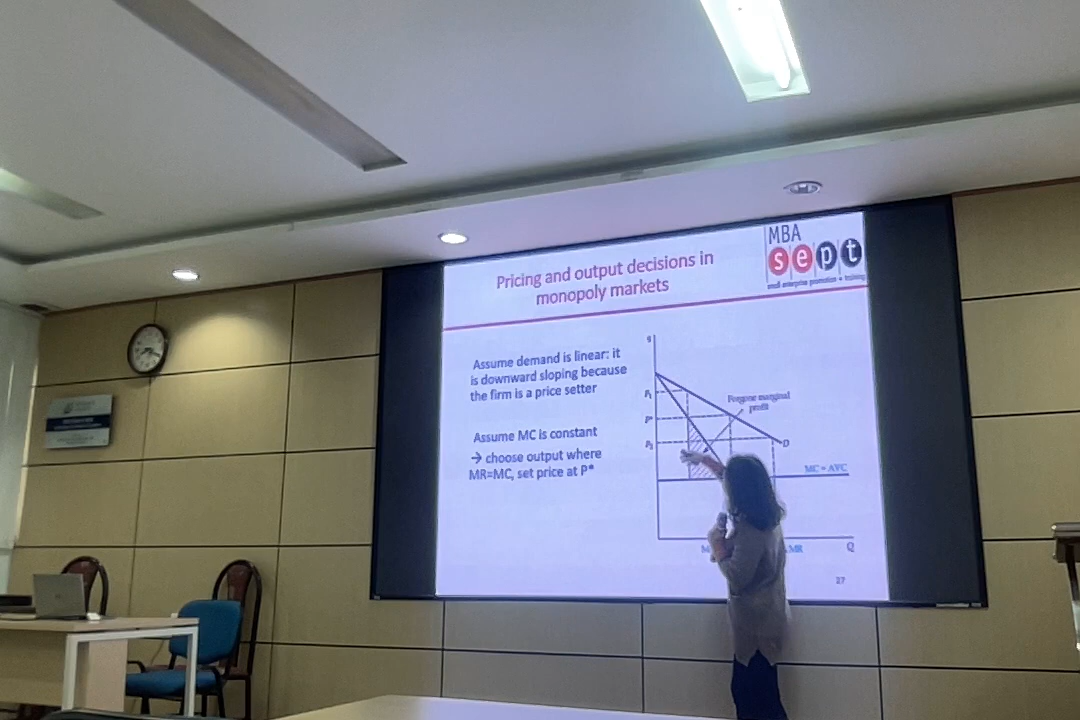 MBA
sept
small enterprise promotion + training
Pricing and output decisions in
monopoly markets
Assume demand is linear: it
is downward sloping because
the firm is a price setter
Assume MC is constant
→ choose output where
MR=MC, set price at P*
$
P₁
P*
P₂
Forgone marginal
profit
D
MC = AVC
MR
Q
27